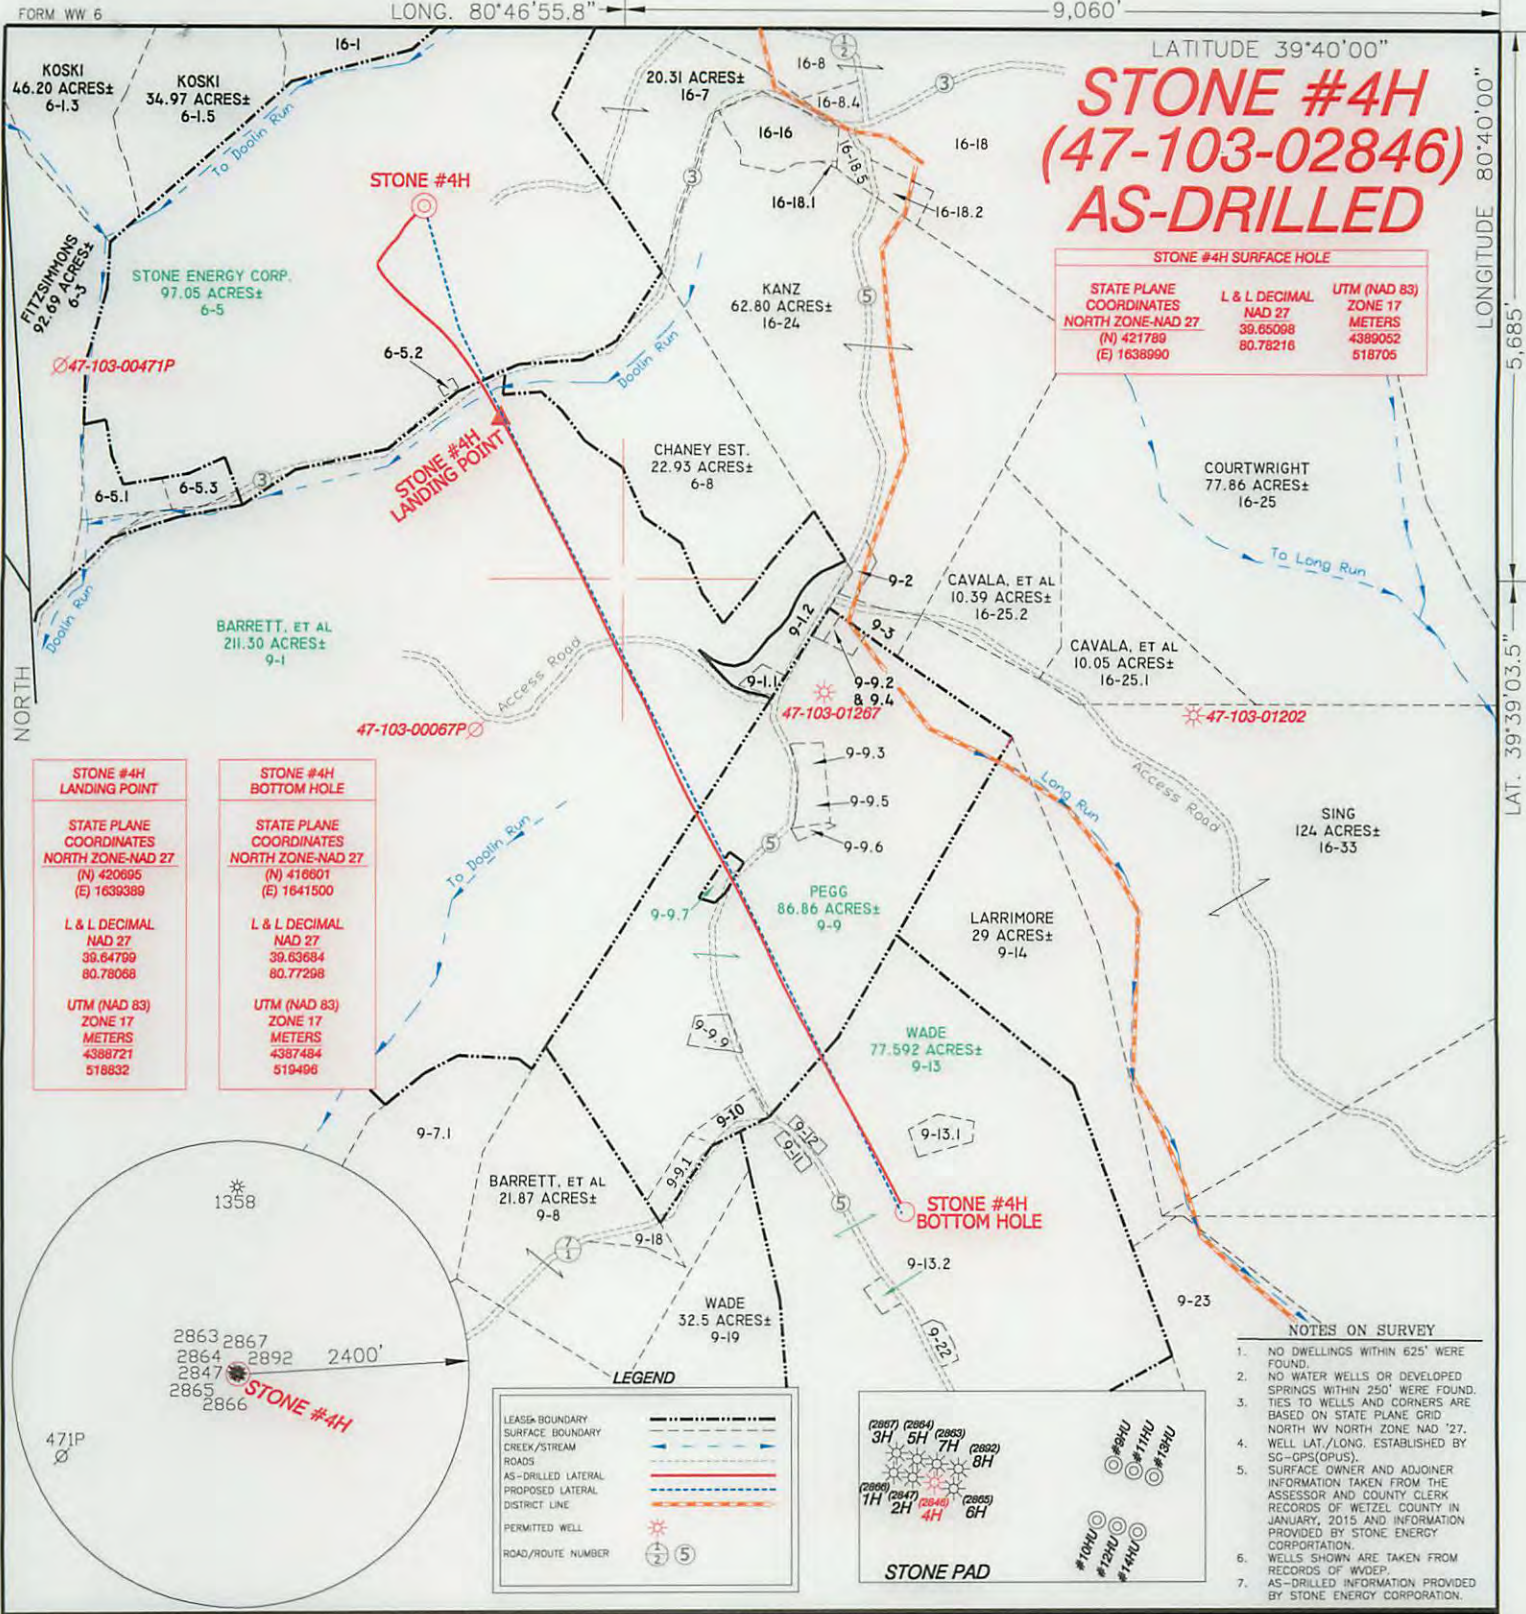 FORM WW 6
LONG. 80°46'55.8"
9,060'
LATITUDE 39°40'00"
STONE #4H
(47-103-02846)
AS-DRILLED
LONGITUDE 80°40'00"
5,685'
LAT. 39°39'03.5"
STONE #4H SURFACE HOLE
STATE PLANE
COORDINATES
NORTH ZONE-NAD 27
(N) 421789
(E) 1638990
L & L DECIMAL
NAD 27
39.65098
80.78216
UTM (NAD 83)
ZONE 17
METERS
4389052
518705
KOSKI
46.20 ACRES±
6-1.3
KOSKI
34.97 ACRES±
6-1.5
16-1
To Doolin Run
20.31 ACRES±
16-7
16-8
1
2
3
16-8.4
16-16
16-18
16-18.5
16-18.1
16-18.2
3
STONE #4H
FITZSIMMONS
92.69 ACRES±
6-3
STONE ENERGY CORP.
97.05 ACRES±
6-5
KANZ
62.80 ACRES±
16-24
5
47-103-00471P
6-5.2
Doolin Run
STONE #4H
LANDING POINT
CHANEY EST.
22.93 ACRES±
6-8
COURTWRIGHT
77.86 ACRES±
16-25
6-5.1
6-5.3
3
To Long Run
Doolin Run
9-2
CAVALA, ET AL
10.39 ACRES±
16-25.2
BARRETT, ET AL
211.30 ACRES±
9-1
9-1.2
9-3
CAVALA, ET AL
10.05 ACRES±
16-25.1
Access Road
9-1.1
9-9.2
& 9.4
47-103-01267
47-103-01202
47-103-00067P
NORTH
9-9.3
9-9.5
9-9.6
5
Long Run
Access Road
SING
124 ACRES±
16-33
STONE #4H
LANDING POINT
STATE PLANE
COORDINATES
NORTH ZONE-NAD 27
(N) 420695
(E) 1639389
L & L DECIMAL
NAD 27
39.64799
80.78068
UTM (NAD 83)
ZONE 17
METERS
4388721
518832
STONE #4H
BOTTOM HOLE
STATE PLANE
COORDINATES
NORTH ZONE-NAD 27
(N) 416601
(E) 1641500
L & L DECIMAL
NAD 27
39.63684
80.77298
UTM (NAD 83)
ZONE 17
METERS
4387484
519496
To Doolin Run
9-9.7
PEGG
86.86 ACRES±
9-9
LARRIMORE
29 ACRES±
9-14
9-9.9
WADE
77.592 ACRES±
9-13
9-7.1
9-10
9-12
9-11
9-13.1
9-9.1
BARRETT, ET AL
21.87 ACRES±
9-8
5
STONE #4H
BOTTOM HOLE
9-18
7
1
9-13.2
WADE
32.5 ACRES±
9-19
9-22
9-23
1358
2863
2867
2864
2892
2847
2865
2866
2400'
STONE #4H
471P
LEGEND
LEASE BOUNDARY
SURFACE BOUNDARY
CREEK/STREAM
ROADS
AS-DRILLED LATERAL
PROPOSED LATERAL
DISTRICT LINE
PERMITTED WELL
ROAD/ROUTE NUMBER
1
2
5
(2867)
3H
(2864)
5H
(2863)
7H
(2892)
8H
(2866)
1H
(2847)
2H
(2846)
4H
(2865)
6H
#9HU
#11HU
#13HU
#10HU
#12HU
#14HU
STONE PAD
NOTES ON SURVEY
1. NO DWELLINGS WITHIN 625' WERE
FOUND.
2. NO WATER WELLS OR DEVELOPED
SPRINGS WITHIN 250' WERE FOUND.
3. TIES TO WELLS AND CORNERS ARE
BASED ON STATE PLANE GRID
NORTH WV NORTH ZONE NAD '27.
4. WELL LAT./LONG. ESTABLISHED BY
SG-GPS(OPUS).
5. SURFACE OWNER AND ADJOINER
INFORMATION TAKEN FROM THE
ASSESSOR AND COUNTY CLERK
RECORDS OF WETZEL COUNTY IN
JANUARY, 2015 AND INFORMATION
PROVIDED BY STONE ENERGY
CORPORTATION.
6. WELLS SHOWN ARE TAKEN FROM
RECORDS OF WVDEP.
7. AS-DRILLED INFORMATION PROVIDED
BY STONE ENERGY CORPORATION.